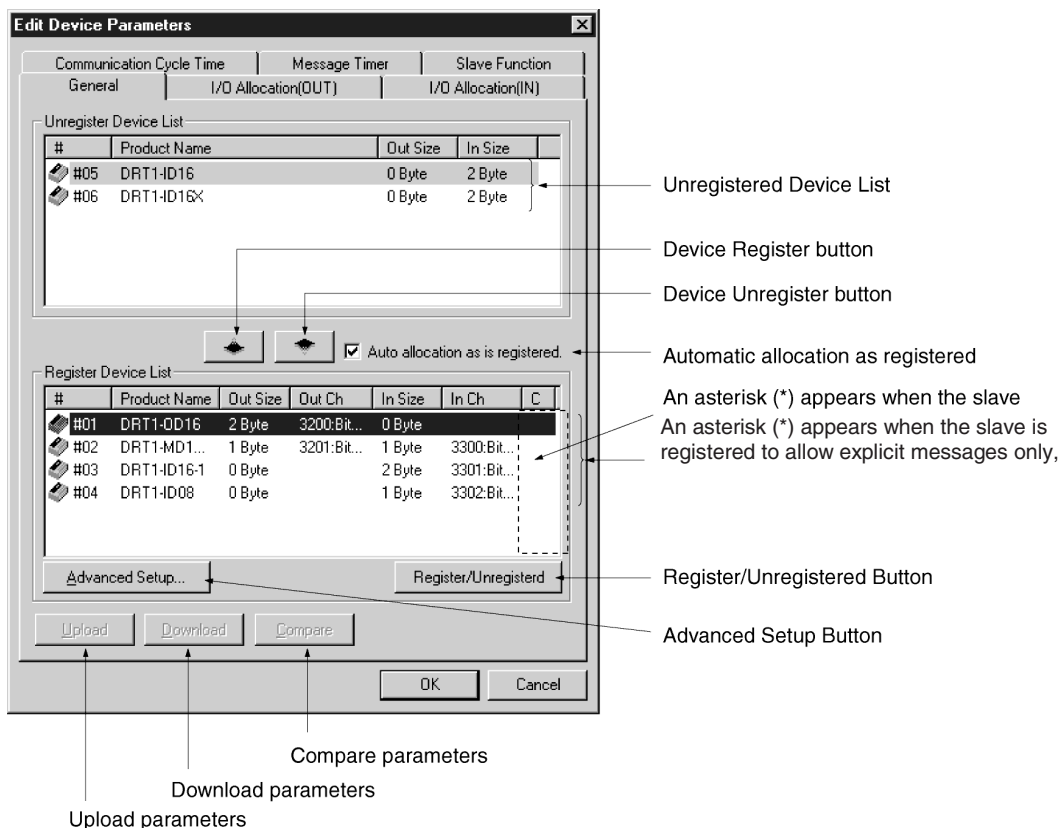 Edit Device Parameters
Communication Cycle Time
Message Timer
Slave Function
General
I/O Allocation(OUT)
I/O Allocation(IN)
Unregister Device List
# Product Name Out Size In Size
#05 DRT1-ID16 0 Byte 2 Byte
#06 DRT1-ID16X 0 Byte 2 Byte
Unregistered Device List
Device Register button
Device Unregister button
Auto allocation as is registered.
Automatic allocation as registered
Register Device List
# Product Name Out Size Out Ch In Size In Ch C
#01 DRT1-OD16 2 Byte 3200:Bit... 0 Byte
#02 DRT1-MD1... 1 Byte 3201:Bit... 1 Byte 3300:Bit...
#03 DRT1-ID16-1 0 Byte 2 Byte 3301:Bit...
#04 DRT1-ID08 0 Byte 1 Byte 3302:Bit...
An asterisk (*) appears when the slave
An asterisk (*) appears when the slave is
registered to allow explicit messages only,
Advanced Setup...
Register/Unregisterd
Register/Unregistered Button
Upload
Download
Compare
Advanced Setup Button
OK
Cancel
Compare parameters
Download parameters
Upload parameters